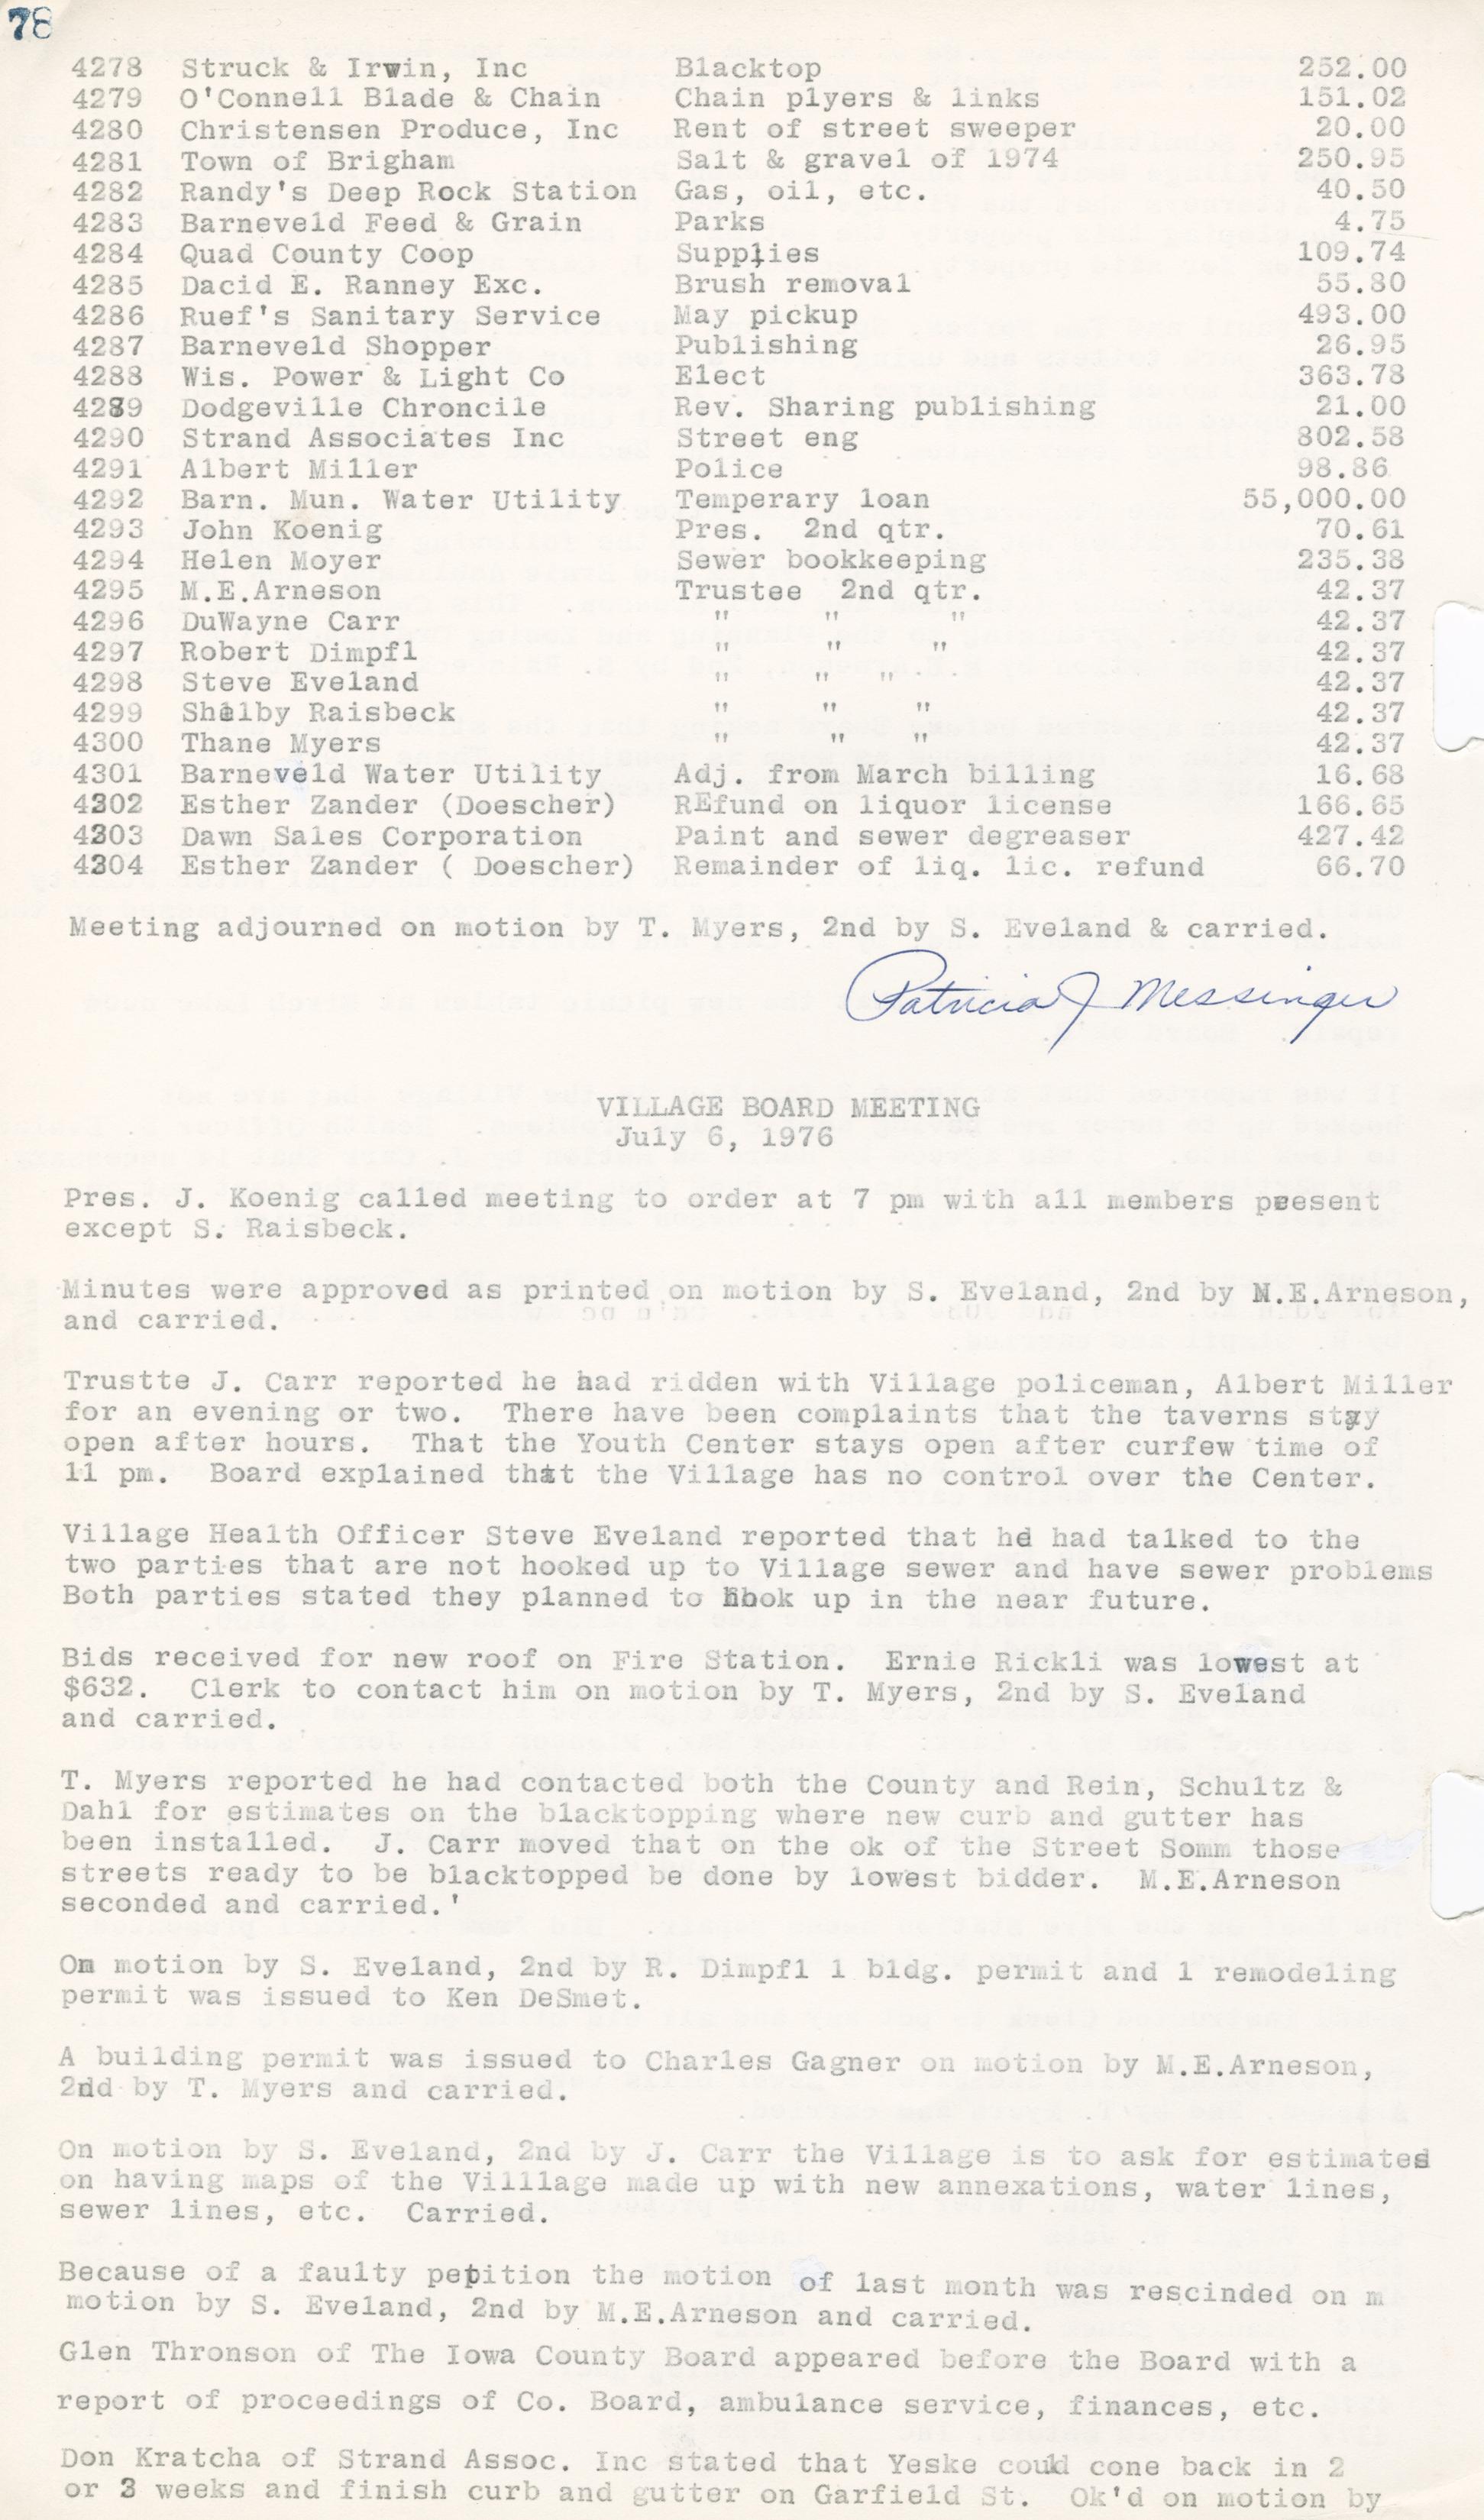 78
4278 Struck & Irwin, Inc Blacktop 252.00
4279 O'Connell Blade & Chain Chain plyers & links 151.02
4280 Christensen Produce, Inc Rent of street sweeper 20.00
4281 Town of Brigham Salt & gravel of 1974 250.95
4282 Randy's Deep Rock Station Gas, oil, etc. 40.50
4283 Barneveld Feed & Grain Parks 4.75
4284 Quad County Coop Supplies 109.74
4285 Dacid E. Ranney Exc. Brush removal 55.80
4286 Ruef's Sanitary Service May pickup 493.00
4287 Barneveld Shopper Publishing 26.95
4288 Wis. Power & Light Co Elect 363.78
4289 Dodgeville Chroncile Rev. Sharing publishing 21.00
4290 Strand Associates Inc Street eng 802.58
4291 Albert Miller Police 98.86
4292 Barn. Mun. Water Utility Temperary loan 55,000.00
4293 John Koenig Pres. 2nd qtr. 70.61
4294 Helen Moyer Sewer bookkeeping 235.38
4295 M.E.Arneson Trustee 2nd qtr. 42.37
4296 DuWayne Carr " " " 42.37
4297 Robert Dimpfl " " " 42.37
4298 Steve Eveland " " " 42.37
4299 Shelby Raisbeck " " " 42.37
4300 Thane Myers " " " 42.37
4301 Barneveld Water Utility Adj. from March billing 16.68
4302 Esther Zander (Doescher) REfund on liquor license 166.65
4303 Dawn Sales Corporation Paint and sewer degreaser 427.42
4304 Esther Zander ( Doescher) Remainder of liq. lic. refund 66.70
Meeting adjourned on motion by T. Myers, 2nd by S. Eveland & carried.
Patricia J Messinger
VILLAGE BOARD MEETING
July 6, 1976
Pres. J. Koenig called meeting to order at 7 pm with all members present
except S. Raisbeck.
Minutes were approved as printed on motion by S. Eveland, 2nd by M.E.Arneson,
and carried.
Trustte J. Carr reported he had ridden with Village policeman, Albert Miller
for an evening or two. There have been complaints that the taverns stay
open after hours. That the Youth Center stays open after curfew time of
11 pm. Board explained that the Village has no control over the Center.
Village Health Officer Steve Eveland reported that he had talked to the
two parties that are not hooked up to Village sewer and have sewer problems
Both parties stated they planned to hook up in the near future.
Bids received for new roof on Fire Station. Ernie Rickli was lowest at
$632. Clerk to contact him on motion by T. Myers, 2nd by S. Eveland
and carried.
T. Myers reported he had contacted both the County and Rein, Schultz &
Dahl for estimates on the blacktopping where new curb and gutter has
been installed. J. Carr moved that on the ok of the Street Somm those
streets ready to be blacktopped be done by lowest bidder. M.E.Arneson
seconded and carried.'
On motion by S. Eveland, 2nd by R. Dimpfl 1 bldg. permit and 1 remodeling
permit was issued to Ken DeSmet.
A building permit was issued to Charles Gagner on motion by M.E.Arneson,
2nd by T. Myers and carried.
On motion by S. Eveland, 2nd by J. Carr the Village is to ask for estimates
on having maps of the Villlage made up with new annexations, water lines,
sewer lines, etc. Carried.
Because of a faulty petition the motion of last month was rescinded on m
motion by S. Eveland, 2nd by M.E.Arneson and carried.
Glen Thronson of The Iowa County Board appeared before the Board with a
report of proceedings of Co. Board, ambulance service, finances, etc.
Don Kratcha of Strand Assoc. Inc stated that Yeske could cone back in 2
or 3 weeks and finish curb and gutter on Garfield St. Ok'd on motion by